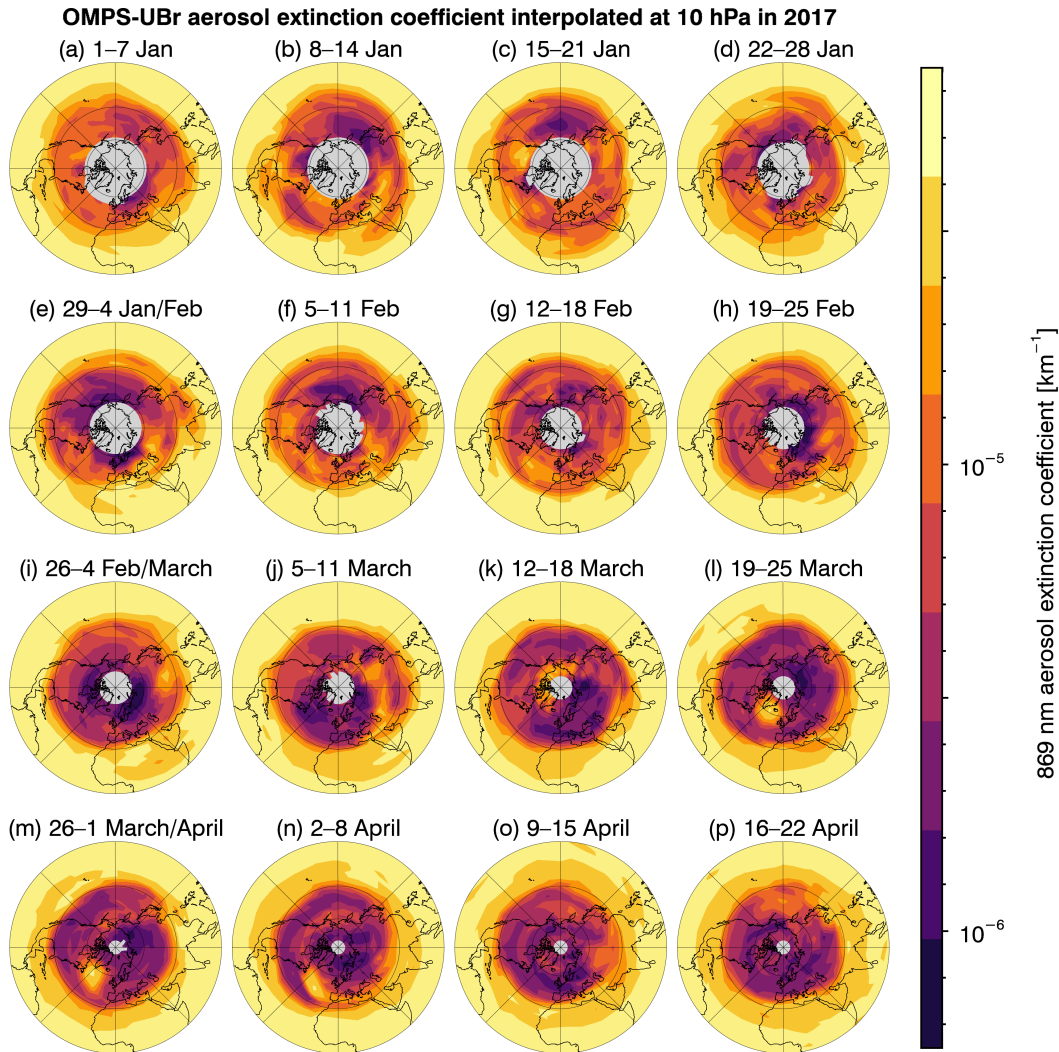 OMPS-UBr aerosol extinction coefficient interpolated at 10 hPa in 2017
(a) 1–7 Jan
(b) 8–14 Jan
(c) 15–21 Jan
(d) 22–28 Jan
(e) 29–4 Jan/Feb
(f) 5–11 Feb
(g) 12–18 Feb
(h) 19–25 Feb
(i) 26–4 Feb/March
(j) 5–11 March
(k) 12–18 March
(l) 19–25 March
(m) 26–1 March/April
(n) 2–8 April
(o) 9–15 April
(p) 16–22 April
10⁻⁵
10⁻⁶
869 nm aerosol extinction coefficient [km⁻¹]